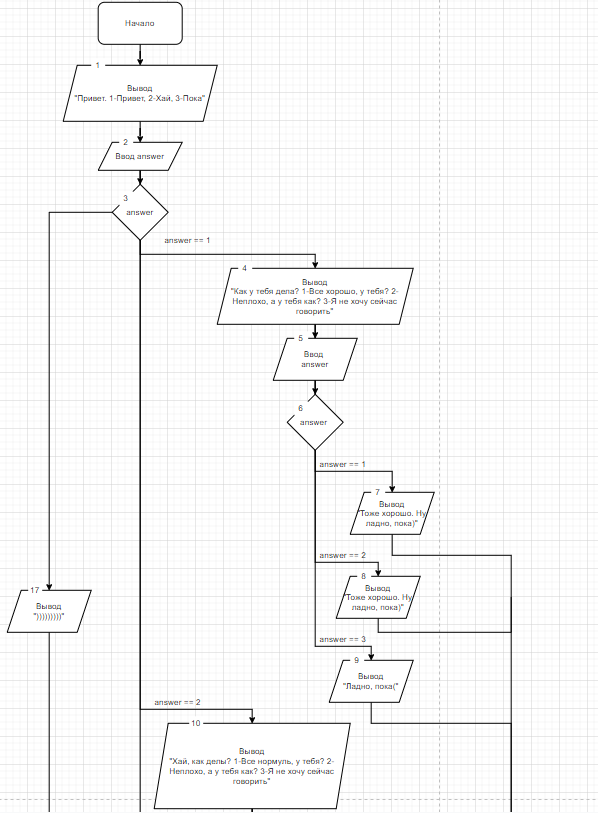 Начало
1
Вывод
"Привет. 1-Привет, 2-Хай, 3-Пока"
2
Ввод answer
3
answer
answer == 1
4
Вывод
"Как у тебя дела? 1-Все хорошо, у тебя? 2-
Неплохо, а у тебя как? 3-Я не хочу сейчас
говорить"
5
Ввод
answer
6
answer
answer == 1
7
Вывод
"Тоже хорошо. Ну
ладно, пока)"
answer == 2
8
Вывод
"Тоже хорошо. Ну
ладно, пока)"
17
Вывод
")))))))))"
answer == 3
9
Вывод
"Ладно, пока("
answer == 2
10
Вывод
"Хай, как делы? 1-Все нормуль, у тебя? 2-
Неплохо, а у тебя как? 3-Я не хочу сейчас
говорить"